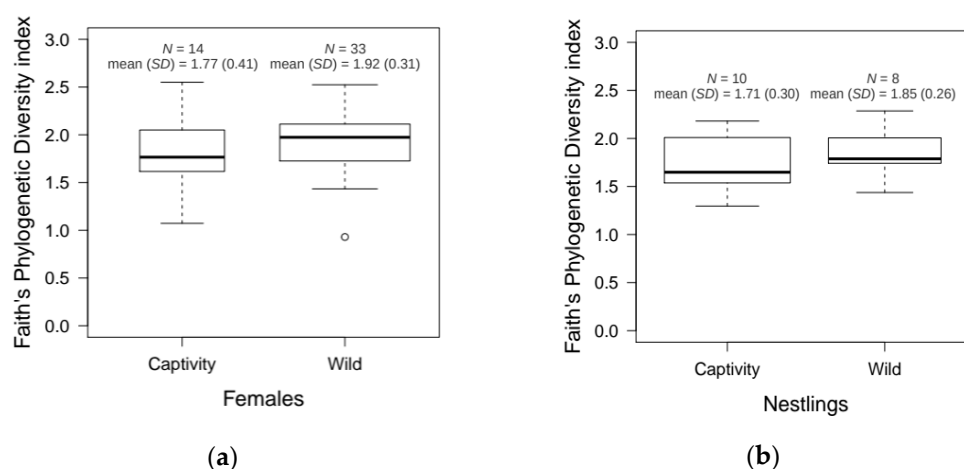 Faith's Phylogenetic Diversity index
3.0
2.5
2.0
1.5
1.0
0.5
0.0
N = 14
mean (SD) = 1.77 (0.41)
N = 33
mean (SD) = 1.92 (0.31)
Captivity
Wild
Females
(a)
Faith's Phylogenetic Diversity index
3.0
2.5
2.0
1.5
1.0
0.5
0.0
N = 10
mean (SD) = 1.71 (0.30)
N = 8
mean (SD) = 1.85 (0.26)
Captivity
Wild
Nestlings
(b)